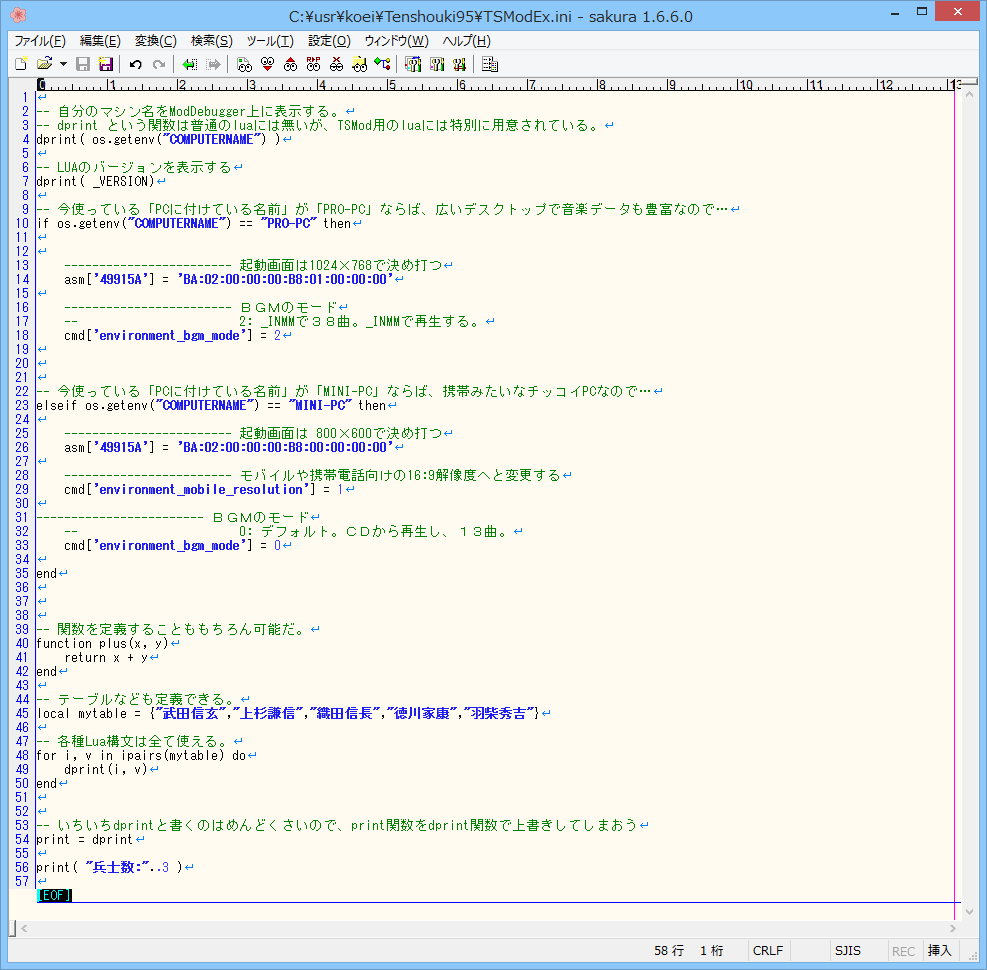 C:¥usr¥koei¥Tenshouki95¥TSModEx.ini - sakura 1.6.6.0
ファイル(F) 編集(E) 変換(C) 検索(S) ツール(T) 設定(O) ウィンドウ(W) ヘルプ(H)
0 1 2 3 4 5 6 7 8 9 10 11 12 13
1
2 -- 自分のマシン名をModDebugger上に表示する。
3 -- dprint という関数は普通のluaには無いが、TSMod用のluaには特別に用意されている。
4 dprint( os.getenv("COMPUTERNAME") )
5
6 -- LUAのバージョンを表示する
7 dprint( _VERSION)
8
9 -- 今使っている「PCに付けている名前」が「PRO-PC」ならば、広いデスクトップで音楽データも豊富なので…
10 if os.getenv("COMPUTERNAME") == "PRO-PC" then
11
12
13     ------------------------ 起動画面は1024×768で決め打つ
14     asm['49915A'] = 'BA:02:00:00:00:B8:01:00:00:00'
15
16     ------------------------ ＢＧＭのモード
17     --                       2: _INMMで３８曲。_INMMで再生する。
18     cmd['environment_bgm_mode'] = 2
19
20
21
22 -- 今使っている「PCに付けている名前」が「MINI-PC」ならば、携帯みたいなチッコイPCなので…
23 elseif os.getenv("COMPUTERNAME") == "MINI-PC" then
24
25     ------------------------ 起動画面は 800×600で決め打つ
26     asm['49915A'] = 'BA:02:00:00:00:B8:00:00:00:00'
27
28     ------------------------ モバイルや携帯電話向けの16:9解像度へと変更する
29     cmd['environment_mobile_resolution'] = 1
30
31 ------------------------ ＢＧＭのモード
32     --                       0: デフォルト。ＣＤから再生し、１３曲。
33     cmd['environment_bgm_mode'] = 0
34
35 end
36
37
38
39 -- 関数を定義することももちろん可能だ。
40 function plus(x, y)
41     return x + y
42 end
43
44 -- テーブルなども定義できる。
45 local mytable = {"武田信玄","上杉謙信","織田信長","徳川家康","羽柴秀吉"}
46
47 -- 各種Lua構文は全て使える。
48 for i, v in ipairs(mytable) do
49     dprint(i, v)
50 end
51
52
53 -- いちいちdprintと書くのはめんどくさいので、print関数をdprint関数で上書きしてしまおう
54 print = dprint
55
56 print( "兵士数:"..3 )
57
[EOF]
58 行 1 桁 CRLF SJIS REC 挿入